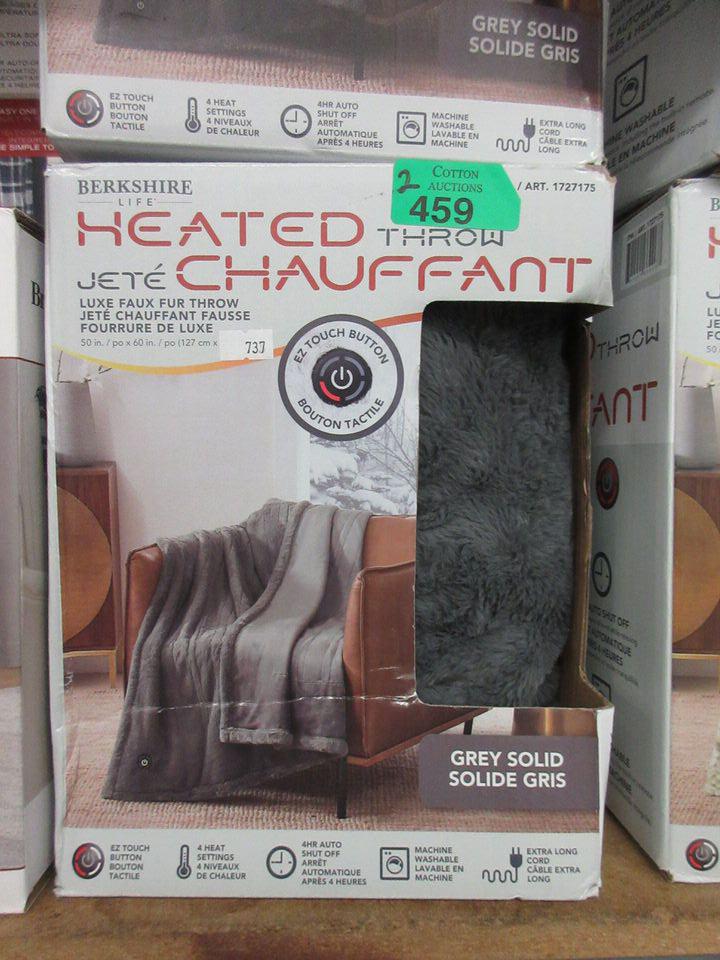 GREY SOLID
SOLIDE GRIS
EZ TOUCH
BUTTON
BOUTON
TACTILE
4 HEAT
SETTINGS
4 NIVEAUX
DE CHALEUR
4HR AUTO
SHUT OFF
ARRÊT
AUTOMATIQUE
APRÈS 4 HEURES
MACHINE
WASHABLE
LAVABLE EN
MACHINE
EXTRA LONG
CORD
CÂBLE EXTRA
LONG
2 COTTON
AUCTIONS
459
/ ART. 1727175
BERKSHIRE
LIFE
HEATED THROW
JETÉ CHAUFFANT
LUXE FAUX FUR THROW
JETÉ CHAUFFANT FAUSSE
FOURRURE DE LUXE
50 in. / po x 60 in. / po (127 cm x
737
EZ TOUCH BUTTON
BOUTON TACTILE
GREY SOLID
SOLIDE GRIS
EZ TOUCH
BUTTON
BOUTON
TACTILE
4 HEAT
SETTINGS
4 NIVEAUX
DE CHALEUR
4HR AUTO
SHUT OFF
ARRÊT
AUTOMATIQUE
APRÈS 4 HEURES
MACHINE
WASHABLE
LAVABLE EN
MACHINE
EXTRA LONG
CORD
CÂBLE EXTRA
LONG
THROW
ANT